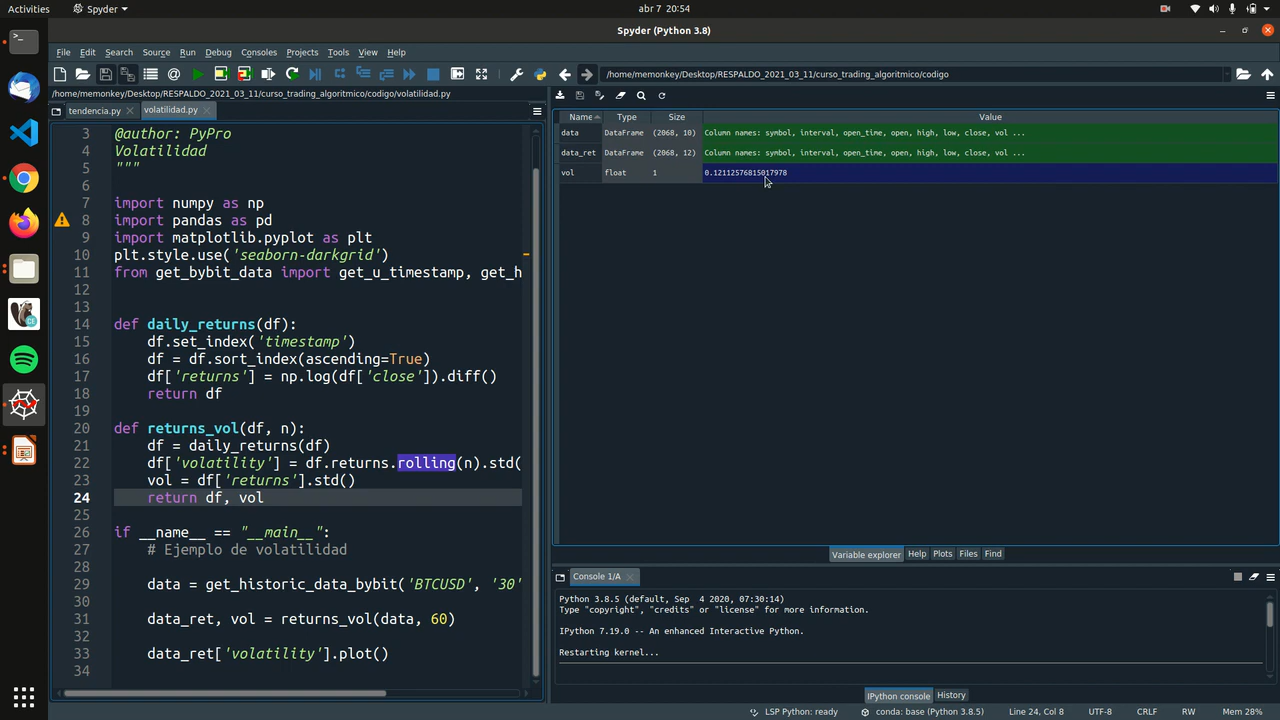 Activities
Spyder
abr 7 20:54
Spyder (Python 3.8)
File Edit Search Source Run Debug Consoles Projects Tools View Help
/home/memonkey/Desktop/RESPALDO_2021_03_11/curso_trading_algoritmico/codigo
/home/memonkey/Desktop/RESPALDO_2021_03_11/curso_trading_algoritmico/codigo/volatilidad.py
tendencia.py
volatilidad.py
3 @author: PyPro
4 Volatilidad
5 """
6
7 import numpy as np
8 import pandas as pd
9 import matplotlib.pyplot as plt
10 plt.style.use('seaborn-darkgrid')
11 from get_bybit_data import get_u_timestamp, get_h
12
13
14 def daily_returns(df):
15 df.set_index('timestamp')
16 df = df.sort_index(ascending=True)
17 df['returns'] = np.log(df['close']).diff()
18 return df
19
20 def returns_vol(df, n):
21 df = daily_returns(df)
22 df['volatility'] = df.returns.rolling(n).std(
23 vol = df['returns'].std()
24 return df, vol
25
26 if __name__ == "__main__":
27 # Ejemplo de volatilidad
28
29 data = get_historic_data_bybit('BTCUSD', '30'
30
31 data_ret, vol = returns_vol(data, 60)
32
33 data_ret['volatility'].plot()
34
Name Type Size Value
data DataFrame (2068, 10) Column names: symbol, interval, open_time, open, high, low, close, vol ...
data_ret DataFrame (2068, 12) Column names: symbol, interval, open_time, open, high, low, close, vol ...
vol float 1 0.12112576815017978
Variable explorer Help Plots Files Find
Console 1/A
Python 3.8.5 (default, Sep 4 2020, 07:30:14)
Type "copyright", "credits" or "license" for more information.
IPython 7.19.0 -- An enhanced Interactive Python.
Restarting kernel...
IPython console History
LSP Python: ready conda: base (Python 3.8.5) Line 24, Col 8 UTF-8 CRLF RW Mem 28%